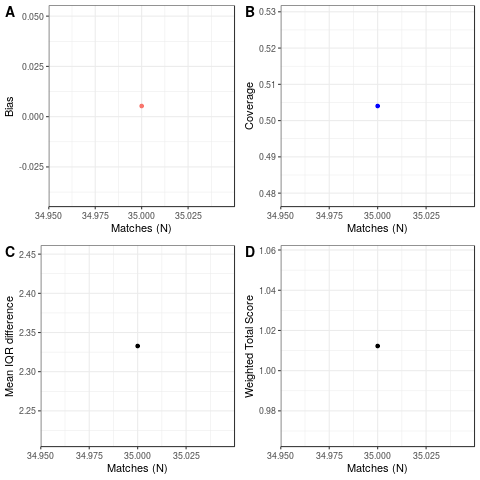 A
Bias
0.050
0.025
0.000
-0.025
34.950 34.975 35.000 35.025
Matches (N)
B
Coverage
0.53
0.52
0.51
0.50
0.49
0.48
34.950 34.975 35.000 35.025
Matches (N)
C
Mean IQR difference
2.45
2.40
2.35
2.30
2.25
34.950 34.975 35.000 35.025
Matches (N)
D
Weighted Total Score
1.06
1.04
1.02
1.00
0.98
34.950 34.975 35.000 35.025
Matches (N)